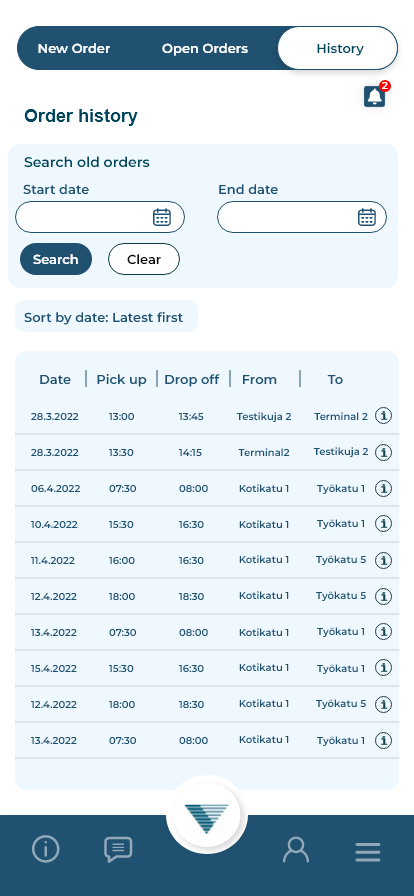 New Order Open Orders History
2
Order history
Search old orders
Start date End date
Search Clear
Sort by date: Latest first
Date Pick up Drop off From To
28.3.2022 13:00 13:45 Testikuja 2 Terminal 2
28.3.2022 13:30 14:15 Terminal2 Testikuja 2
06.4.2022 07:30 08:00 Kotikatu 1 Työkatu 1
10.4.2022 15:30 16:30 Kotikatu 1 Työkatu 1
11.4.2022 16:00 16:30 Kotikatu 1 Työkatu 5
12.4.2022 18:00 18:30 Kotikatu 1 Työkatu 5
13.4.2022 07:30 08:00 Kotikatu 1 Työkatu 1
15.4.2022 15:30 16:30 Kotikatu 1 Työkatu 1
12.4.2022 18:00 18:30 Kotikatu 1 Työkatu 5
13.4.2022 07:30 08:00 Kotikatu 1 Työkatu 1